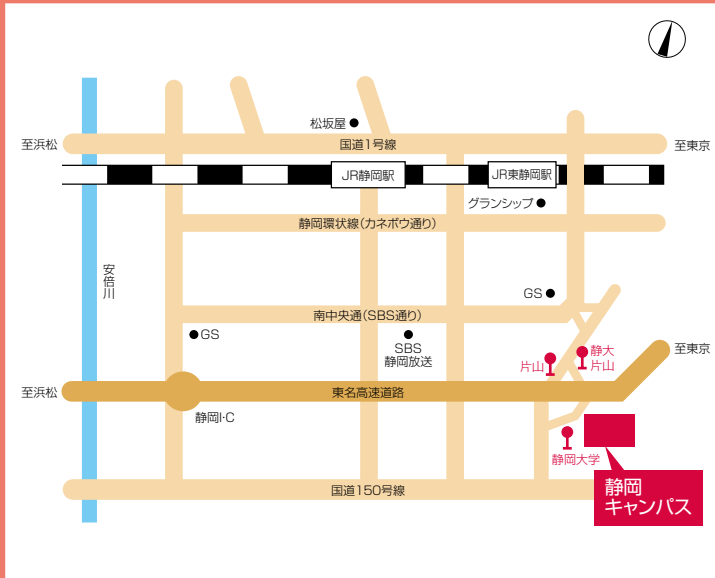 松坂屋
至浜松
国道1号線
至東京
JR静岡駅
JR東静岡駅
グランシップ
静岡環状線(カネボウ通り)
安倍川
GS
南中央通(SBS通り)
GS
SBS
静岡放送
静大
片山
片山
至東京
至浜松
東名高速道路
静岡I・C
静岡大学
静岡
キャンパス
国道150号線